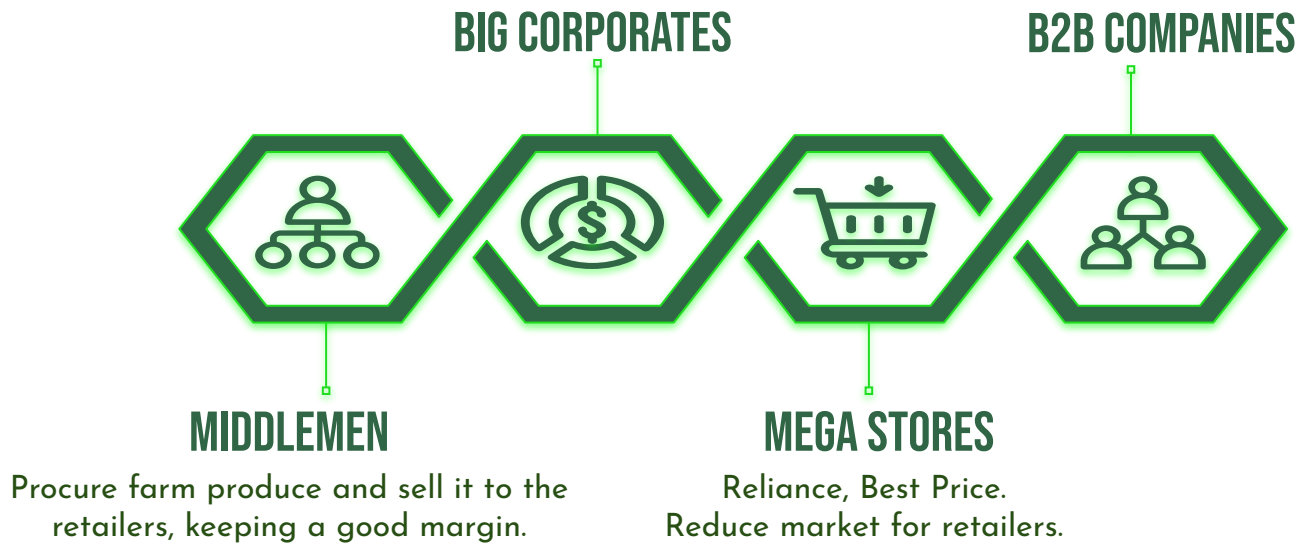 BIG CORPORATES
B2B COMPANIES
$
MIDDLEMEN
Procure farm produce and sell it to the
retailers, keeping a good margin.
MEGA STORES
Reliance, Best Price.
Reduce market for retailers.